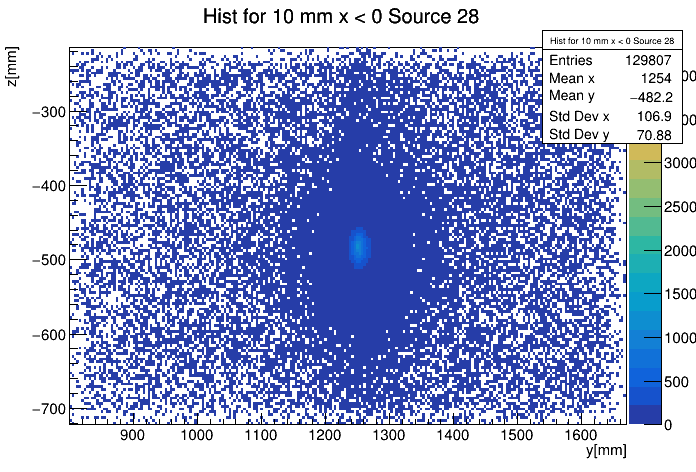 Hist for 10 mm x < 0 Source 28
Hist for 10 mm x < 0 Source 28
Entries 129807
Mean x 1254
Mean y −482.2
Std Dev x 106.9
Std Dev y 70.88
z[mm]
−300
−400
−500
−600
−700
900 1000 1100 1200 1300 1400 1500 1600
y[mm]
3000
2500
2000
1500
1000
500
0